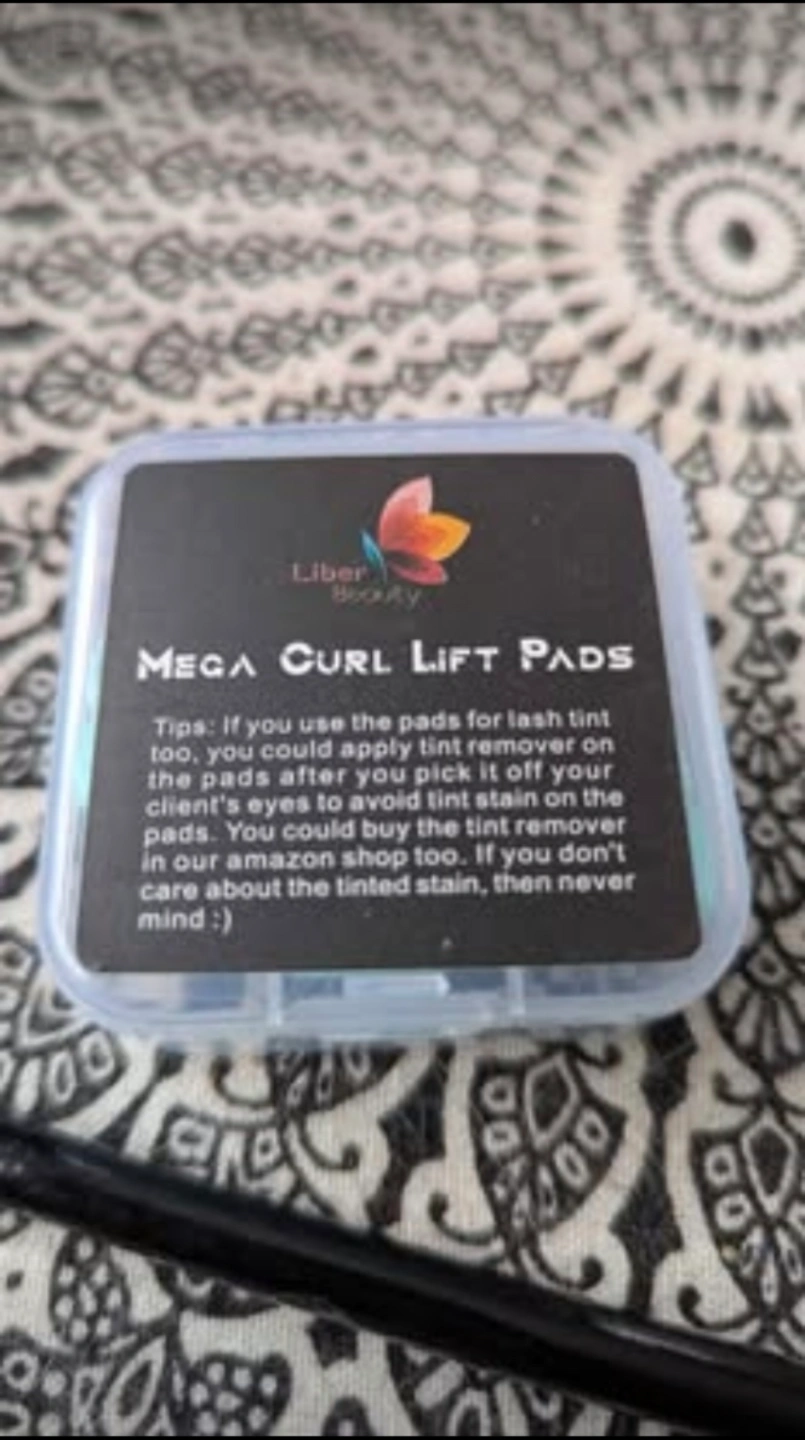 Liber
Beauty
MEGA CURL LIFT PADS
Tips: If you use the pads for lash tint
too, you could apply tint remover on
the pads after you pick it off your
client's eyes to avoid tint stain on the
pads. You could buy the tint remover
in our amazon shop too. If you don't
care about the tinted stain, then never
mind :)